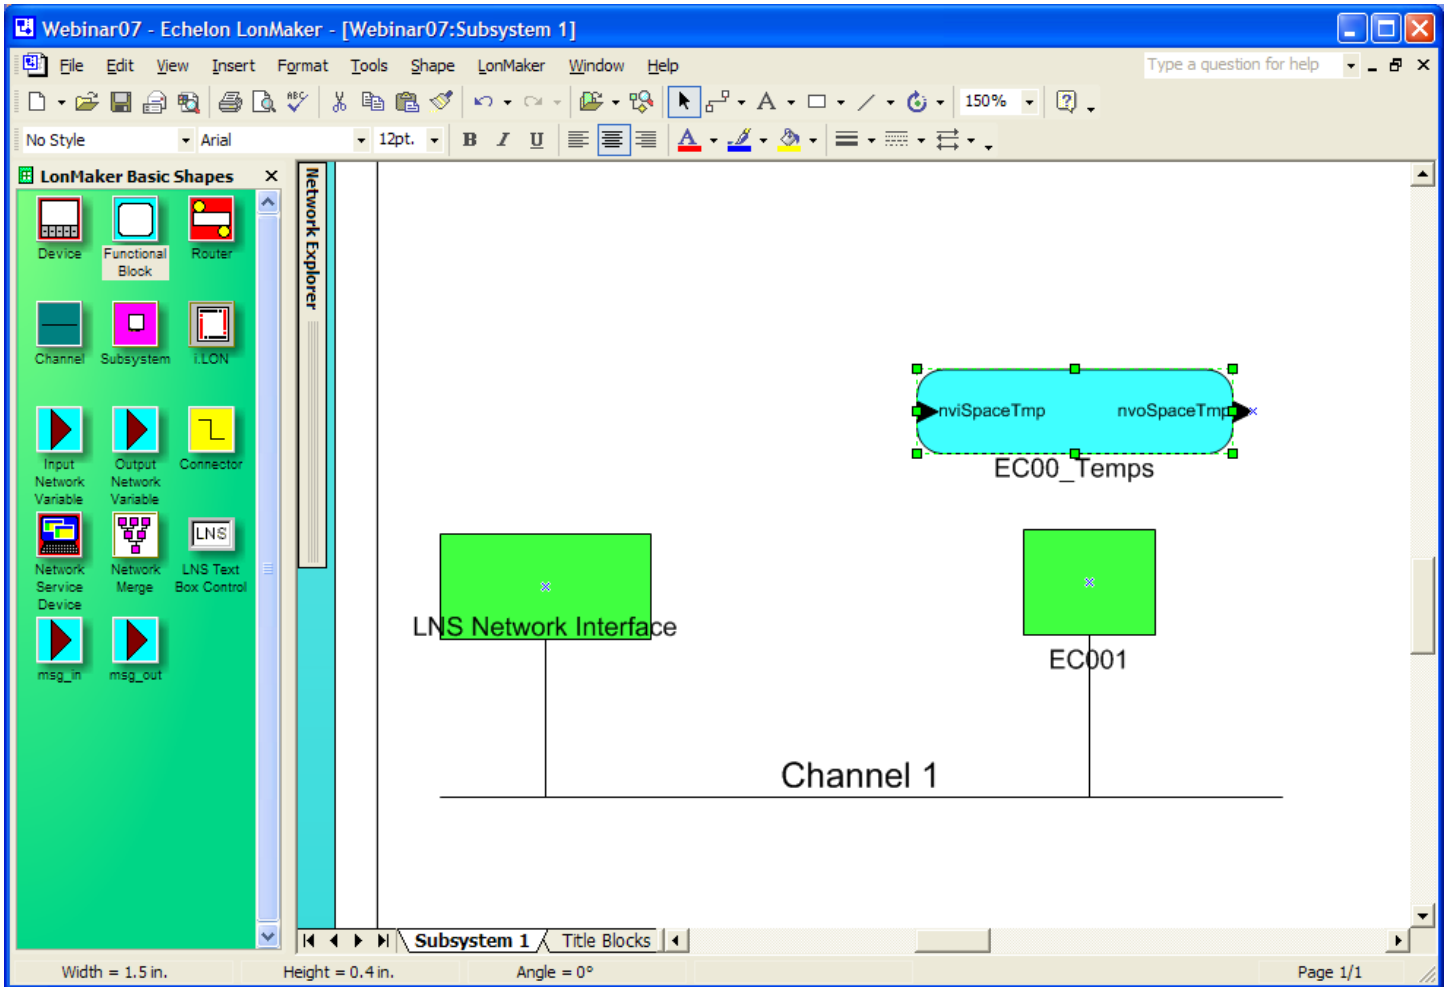 Webinar07 - Echelon LonMaker - [Webinar07:Subsystem 1]
File Edit View Insert Format Tools Shape LonMaker Window Help
Type a question for help
150%
No Style
Arial
12pt.
B I U
LonMaker Basic Shapes
Network Explorer
Device
Functional
Block
Router
Channel
Subsystem
i.LON
Input
Network
Variable
Output
Network
Variable
Connector
LNS
Network
Service
Device
Network
Merge
LNS Text
Box Control
msg_in
msg_out
nviSpaceTmp
nvoSpaceTmp
EC00_Temps
LNS Network Interface
EC001
Channel 1
Subsystem 1
Title Blocks
Width = 1.5 in.
Height = 0.4 in.
Angle = 0°
Page 1/1